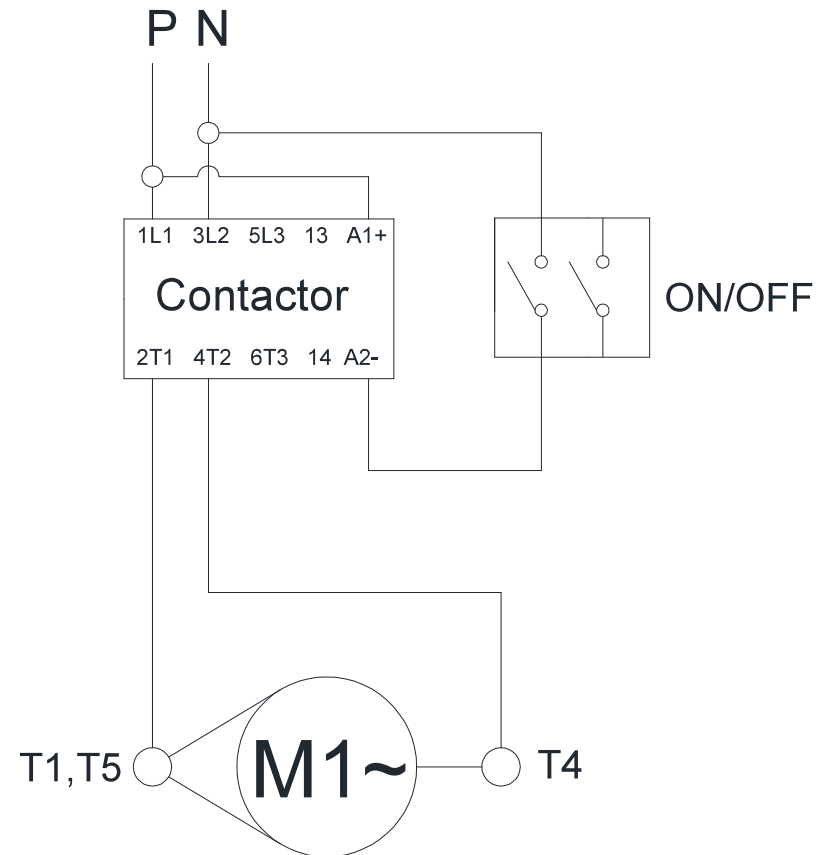 P N
1L1 3L2 5L3 13 A1+
Contactor
ON/OFF
2T1 4T2 6T3 14 A2-
T1,T5
M1~
T4